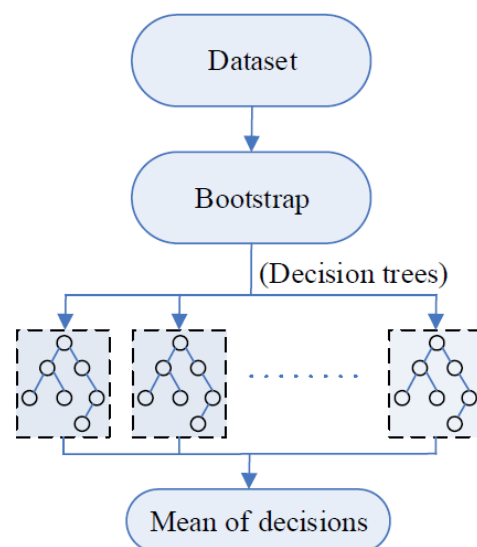 Dataset
Bootstrap
(Decision trees)
Mean of decisions